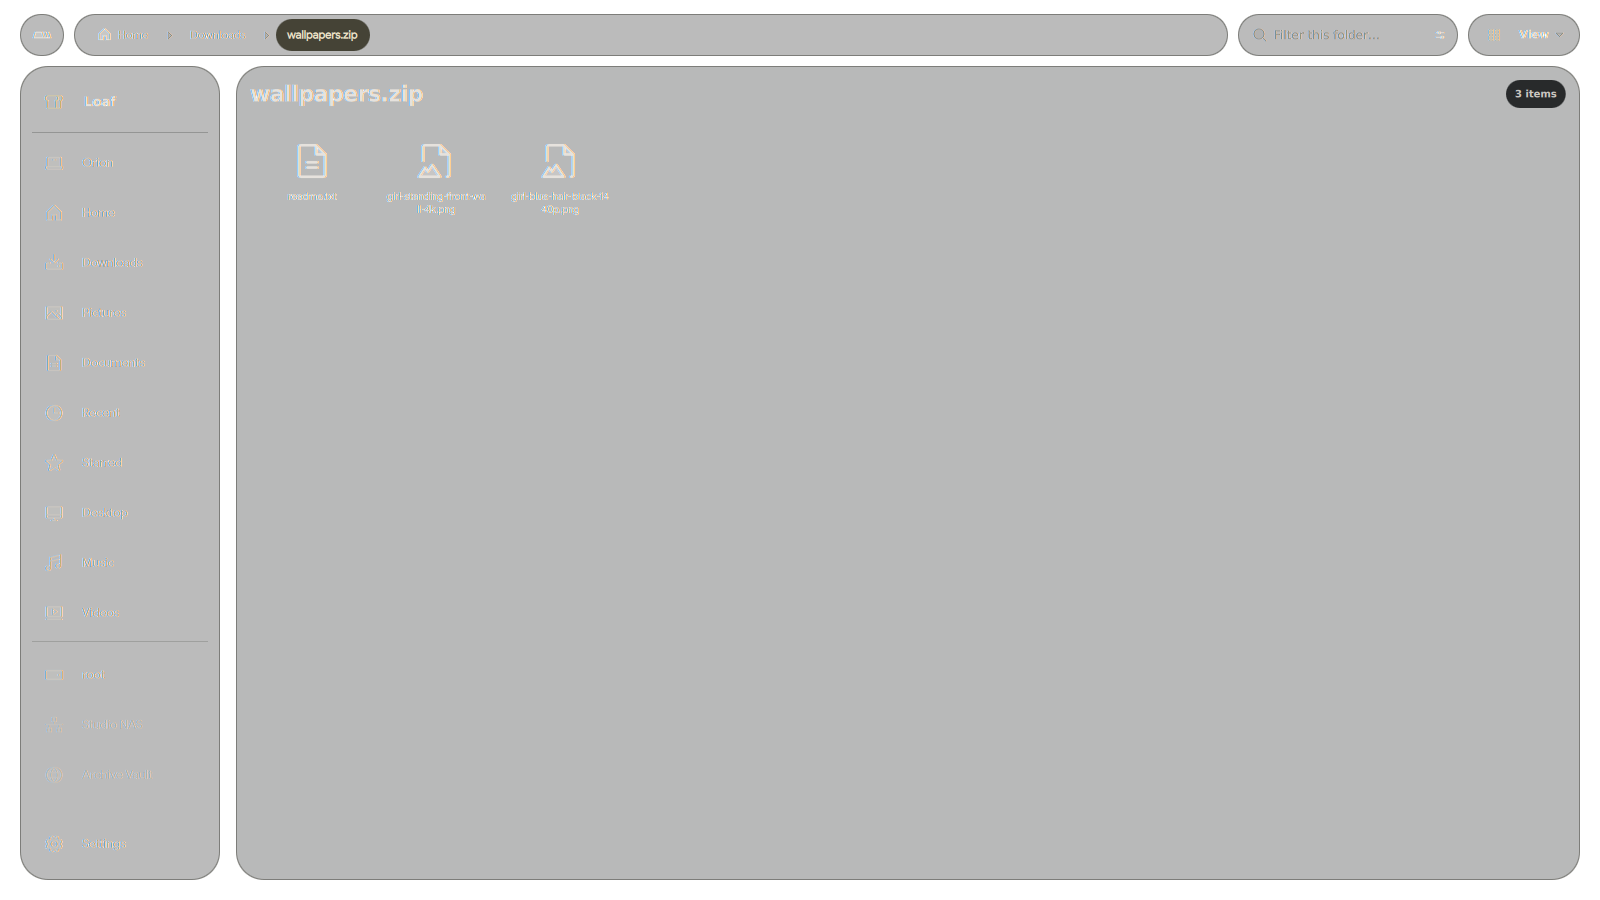 Home > Downloads > wallpapers.zip
Filter this folder...
View
Loaf
wallpapers.zip
3 items
readme.txt
girl-standing-front-wa
ll-4k.png
girl-blue-hair-black-14
40p.png
Home
Downloads
Pictures
Documents
Recent
Starred
Desktop
Music
Videos
root
Settings